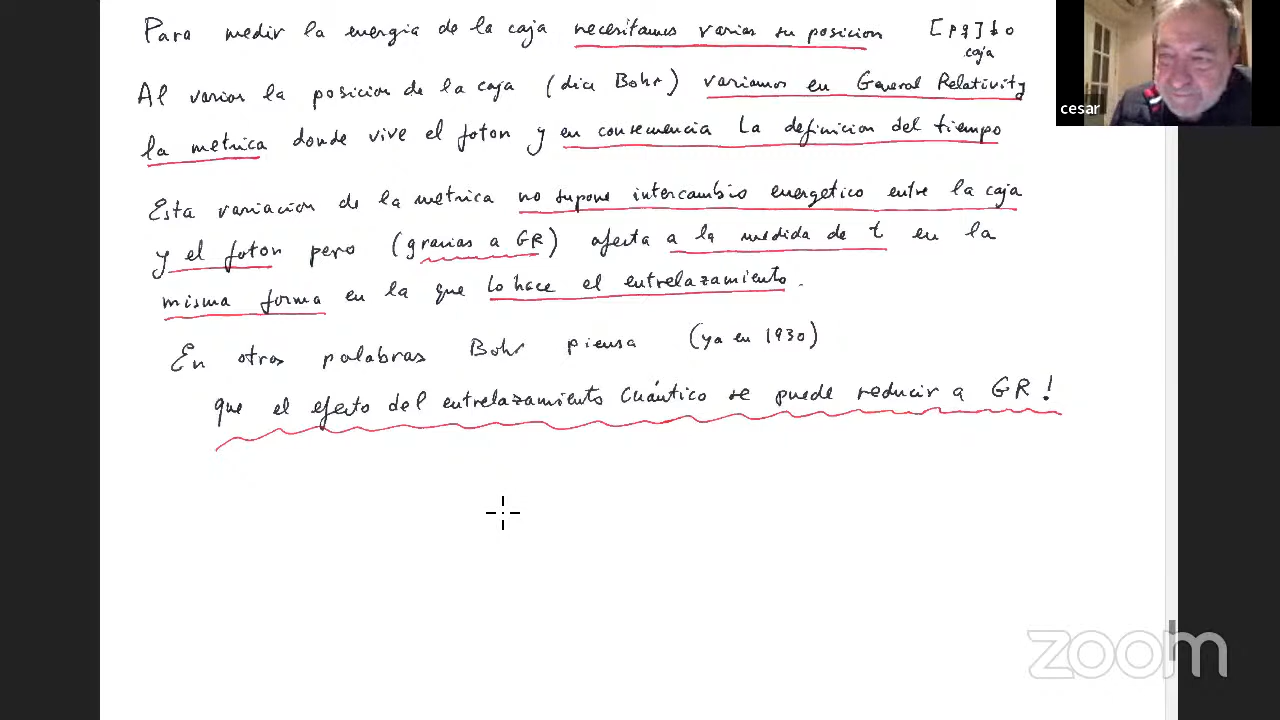 Para medir la energia de la caja necesitamos variar su posicion [p q] ≠ 0
caja
Al variar la posicion de la caja (dice Bohr) variamos en General Relativity
la metrica donde vive el foton y en consecuencia La definicion del tiempo
Esta variacion de la metrica no supone intercambio energetico entre la caja
y el foton pero (gracias a GR) afecta a la medida de t en la
misma forma en la que lo hace el entrelazamiento.
En otras palabras Bohr piensa (ya en 1930)
que el efecto del entrelazamiento cuántico se puede reducir a GR!
cesar
zoom